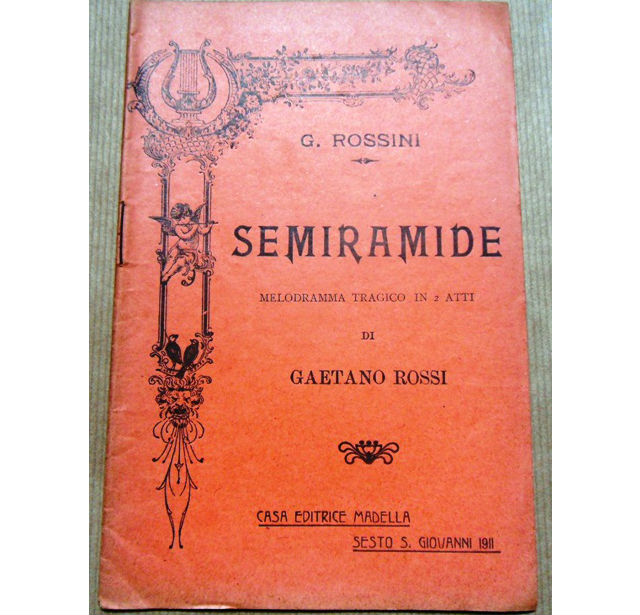 G. ROSSINI
SEMIRAMIDE
MELODRAMMA TRAGICO IN 2 ATTI
DI
GAETANO ROSSI
CASA EDITRICE MADELLA
SESTO S. GIOVANNI 1911